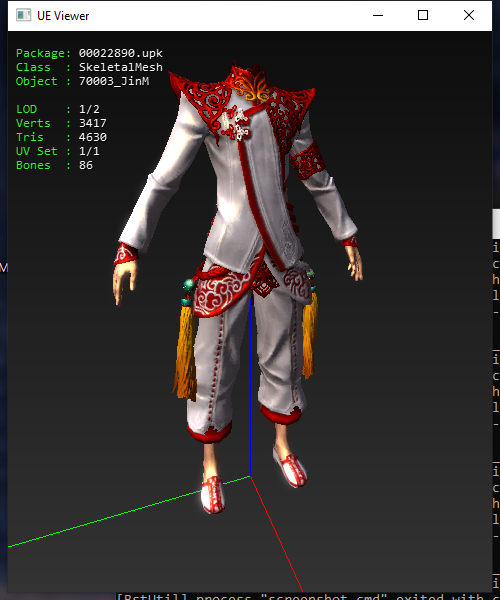 UE Viewer
Package: 00022890.upk
Class : SkeletalMesh
Object : 70003_JinM
LOD : 1/2
Verts : 3417
Tris : 4630
UV Set : 1/1
Bones : 86
M
i
c
h
l
-
i
c
h
l
-
i
c
h
l
-
i